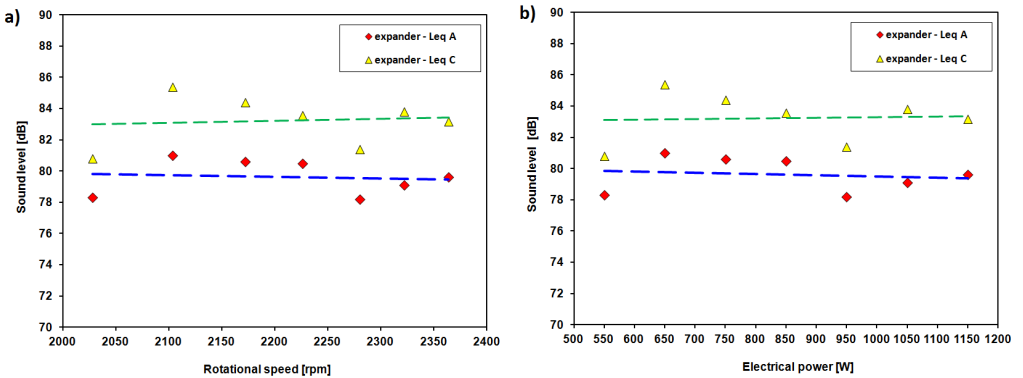 a)
90
88
86
84
82
80
78
76
74
72
70
Sound level [dB]
2000 2050 2100 2150 2200 2250 2300 2350 2400
Rotational speed [rpm]
expander - Leq A
expander - Leq C
b)
90
88
86
84
82
80
78
76
74
72
70
Sound level [dB]
500 550 600 650 700 750 800 850 900 950 1000 1050 1100 1150 1200
Electrical power [W]
expander - Leq A
expander - Leq C